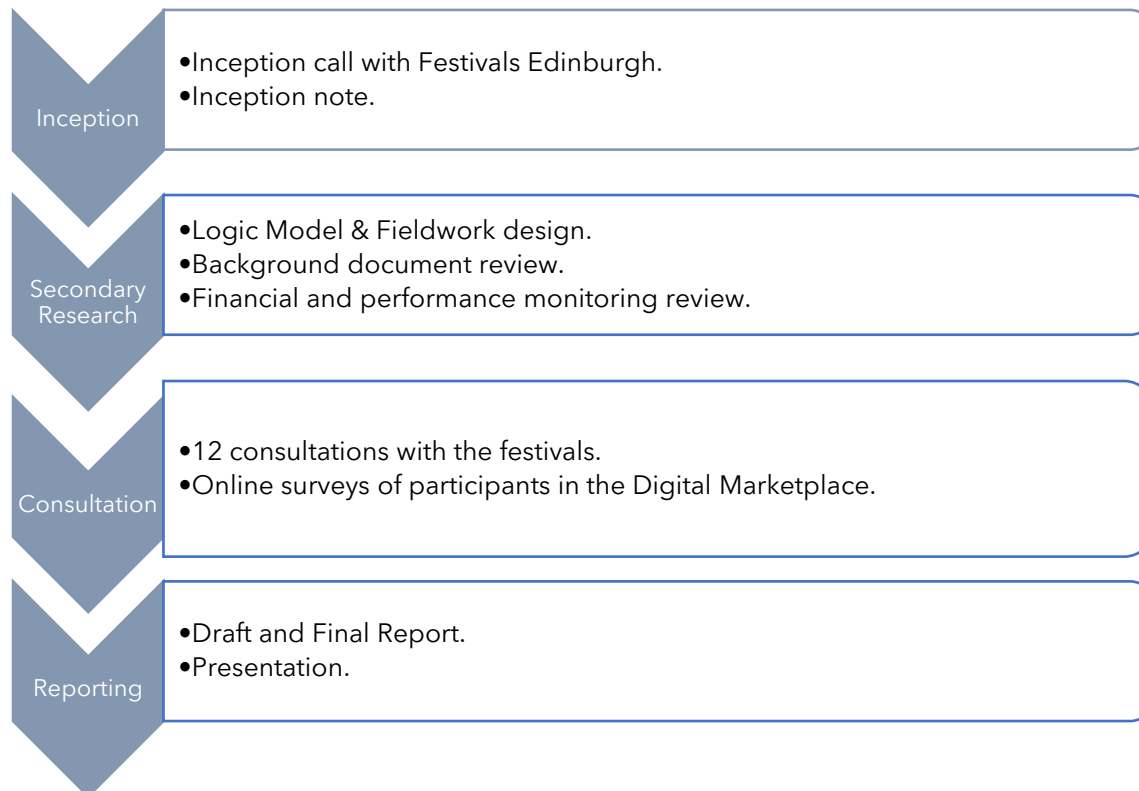 Inception
•Inception call with Festivals Edinburgh.
•Inception note.
Secondary
Research
•Logic Model & Fieldwork design.
•Background document review.
•Financial and performance monitoring review.
Consultation
•12 consultations with the festivals.
•Online surveys of participants in the Digital Marketplace.
Reporting
•Draft and Final Report.
•Presentation.